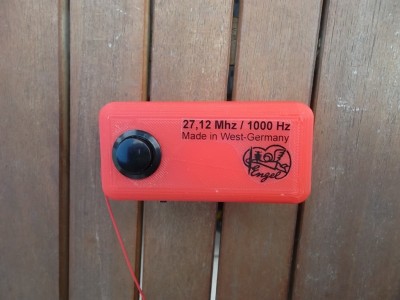 27,12 Mhz / 1000 Hz
Made in West-Germany
Engel